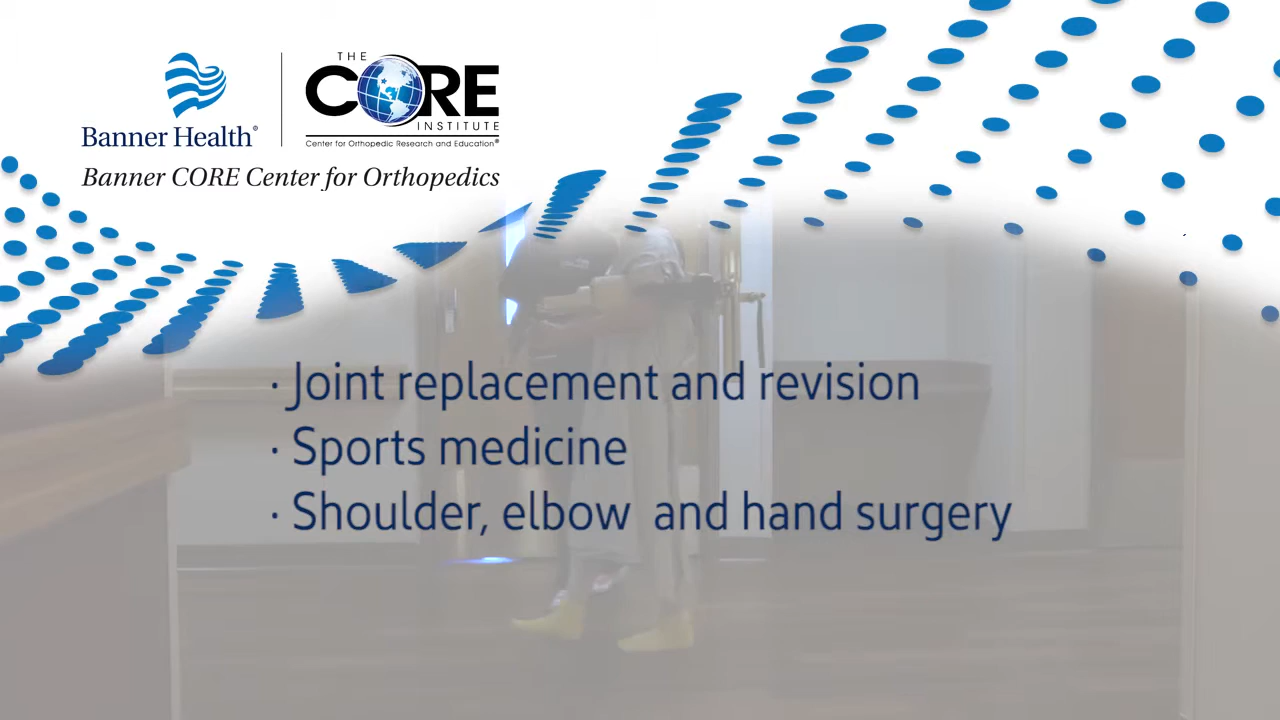 THE
CORE
INSTITUTE
Banner Health®
Center for Orthopedic Research and Education®
Banner CORE Center for Orthopedics
· Joint replacement and revision
· Sports medicine
· Shoulder, elbow and hand surgery